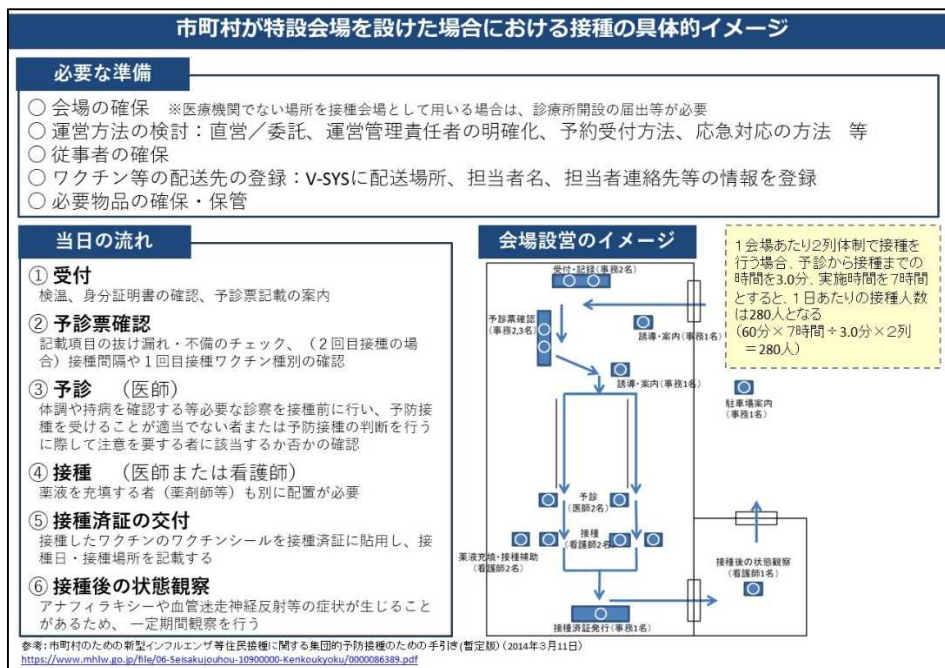 市町村が特設会場を設けた場合における接種の具体的イメージ
必要な準備
○ 会場の確保　※医療機関でない場所を接種会場として用いる場合は、診療所開設の届出等が必要
○ 運営方法の検討：直営／委託、運営管理責任者の明確化、予約受付方法、応急対応の方法　等
○ 従事者の確保
○ ワクチン等の配送先の登録：V-SYSに配送場所、担当者名、担当者連絡先等の情報を登録
○ 必要物品の確保・保管
当日の流れ
① 受付
検温、身分証明書の確認、予診票記載の案内
② 予診票確認
記載項目の抜け漏れ・不備のチェック、（２回目接種の場
合）接種間隔や１回目接種ワクチン種別の確認
③ 予診　（医師）
体調や持病を確認する等必要な診察を接種前に行い、予防接
種を受けることが適当でない者または予防接種の判断を行う
に際して注意を要する者に該当するか否かの確認
④ 接種　（医師または看護師）
薬液を充填する者（薬剤師等）も別に配置が必要
⑤ 接種済証の交付
接種したワクチンのワクチンシールを接種済証に貼用し、接
種日・接種場所を記載する
⑥ 接種後の状態観察
アナフィラキシーや血管迷走神経反射等の症状が生じること
があるため、一定期間観察を行う
会場設営のイメージ
受付・記録（事務2名）
予診票確認
（事務2,3名）
誘導・案内（事務1名）
誘導・案内（事務1名）
駐車場案内
（事務1名）
予診
（医師2名）
接種
（看護師2名）
薬液充填・接種補助
（看護師2名）
接種後の状態観察
（看護師1名）
接種済証発行（事務1名）
１会場あたり２列体制で接種を
行う場合、予診から接種までの
時間を3.0分、実施時間を７時間
とすると、１日あたりの接種人数
は280人となる
（60分×７時間÷3.0分×２列
＝280人）
参考：市町村のための新型インフルエンザ等住民接種に関する集団的予防接種のための手引き（暫定版）（2014年３月11日）
https://www.mhlw.go.jp/file/06-Seisakujouhou-10900000-Kenkoukyoku/0000086389.pdf